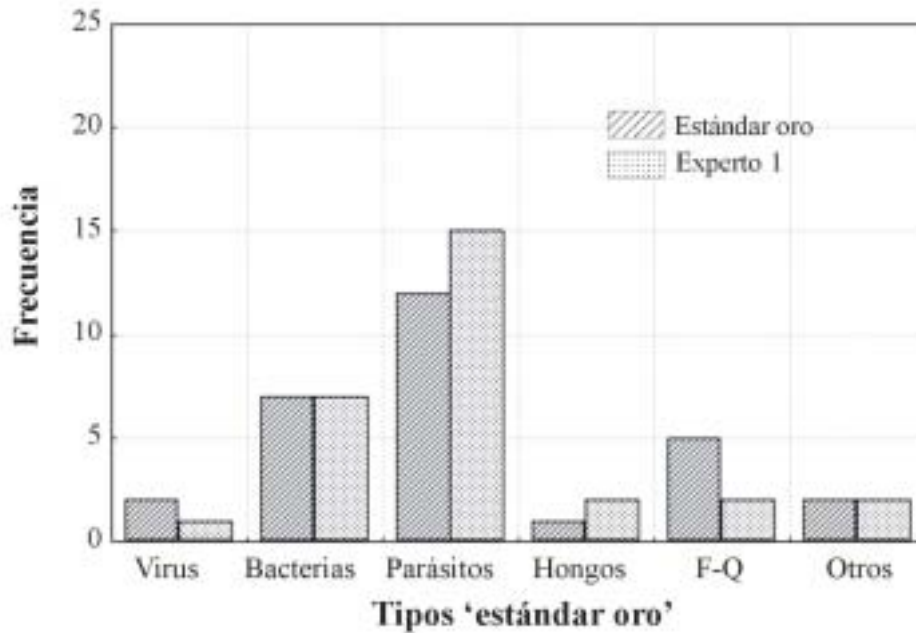 25
20
15
10
5
0
Frecuencia
Estándar oro
Experto 1
Virus
Bacterias
Parásitos
Hongos
F-Q
Otros
Tipos ‘estándar oro’